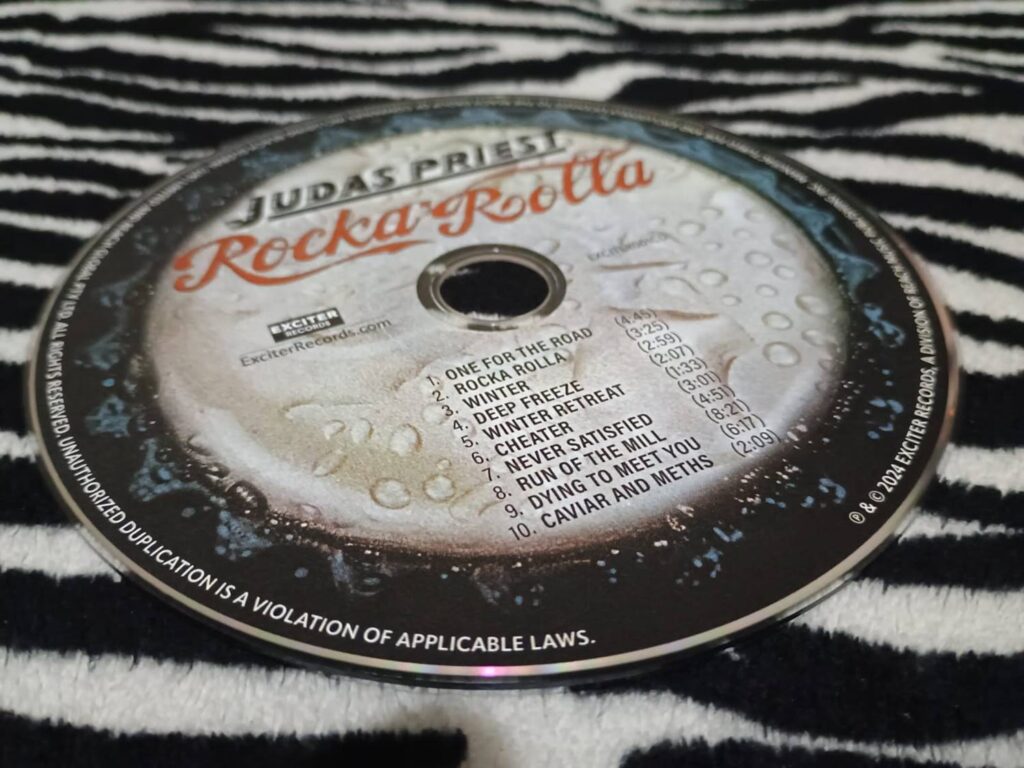 JUDAS PRIEST
Rocka Rolla
EXCITER
RECORDS
ExciterRecords.com
1. ONE FOR THE ROAD (4:45)
2. ROCKA ROLLA (3:25)
3. WINTER (2:59)
4. DEEP FREEZE (2:07)
5. WINTER RETREAT (1:33)
6. CHEATER (3:01)
7. NEVER SATISFIED (4:51)
8. RUN OF THE MILL (8:27)
9. DYING TO MEET YOU (6:17)
10. CAVIAR AND METHS (2:09)
ALL RIGHTS RESERVED. UNAUTHORIZED DUPLICATION IS A VIOLATION OF APPLICABLE LAWS.
℗ & © 2024 EXCITER RECORDS, A DIVISION OF